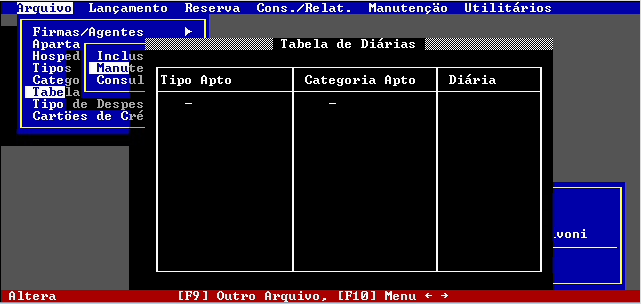 Arquivo Lançamento Reserva Cons./Relat. Manutenção Utilitários
Firmas/Agentes ►
Aparta
Hosped
Tipos
Catego
Tabela
Tipo de Despes
Cartões de Cré
Inclus
Manute
Consul
Tabela de Diárias
Tipo Apto Categoria Apto Diária
- -
lvoni
Altera [F9] Outro Arquivo, [F10] Menu ← →